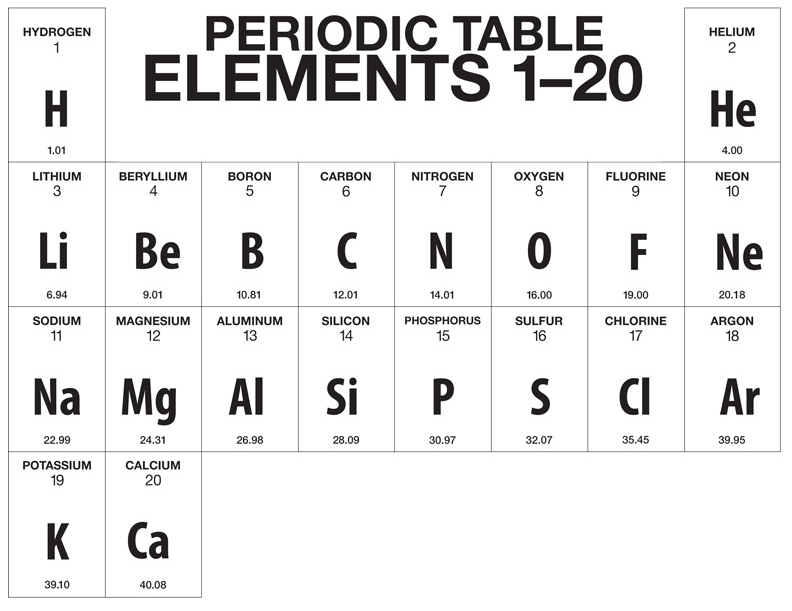 PERIODIC TABLE
ELEMENTS 1–20
HYDROGEN
1
H
1.01
HELIUM
2
He
4.00
LITHIUM
3
Li
6.94
BERYLLIUM
4
Be
9.01
BORON
5
B
10.81
CARBON
6
C
12.01
NITROGEN
7
N
14.01
OXYGEN
8
O
16.00
FLUORINE
9
F
19.00
NEON
10
Ne
20.18
SODIUM
11
Na
22.99
MAGNESIUM
12
Mg
24.31
ALUMINUM
13
Al
26.98
SILICON
14
Si
28.09
PHOSPHORUS
15
P
30.97
SULFUR
16
S
32.07
CHLORINE
17
Cl
35.45
ARGON
18
Ar
39.95
POTASSIUM
19
K
39.10
CALCIUM
20
Ca
40.08